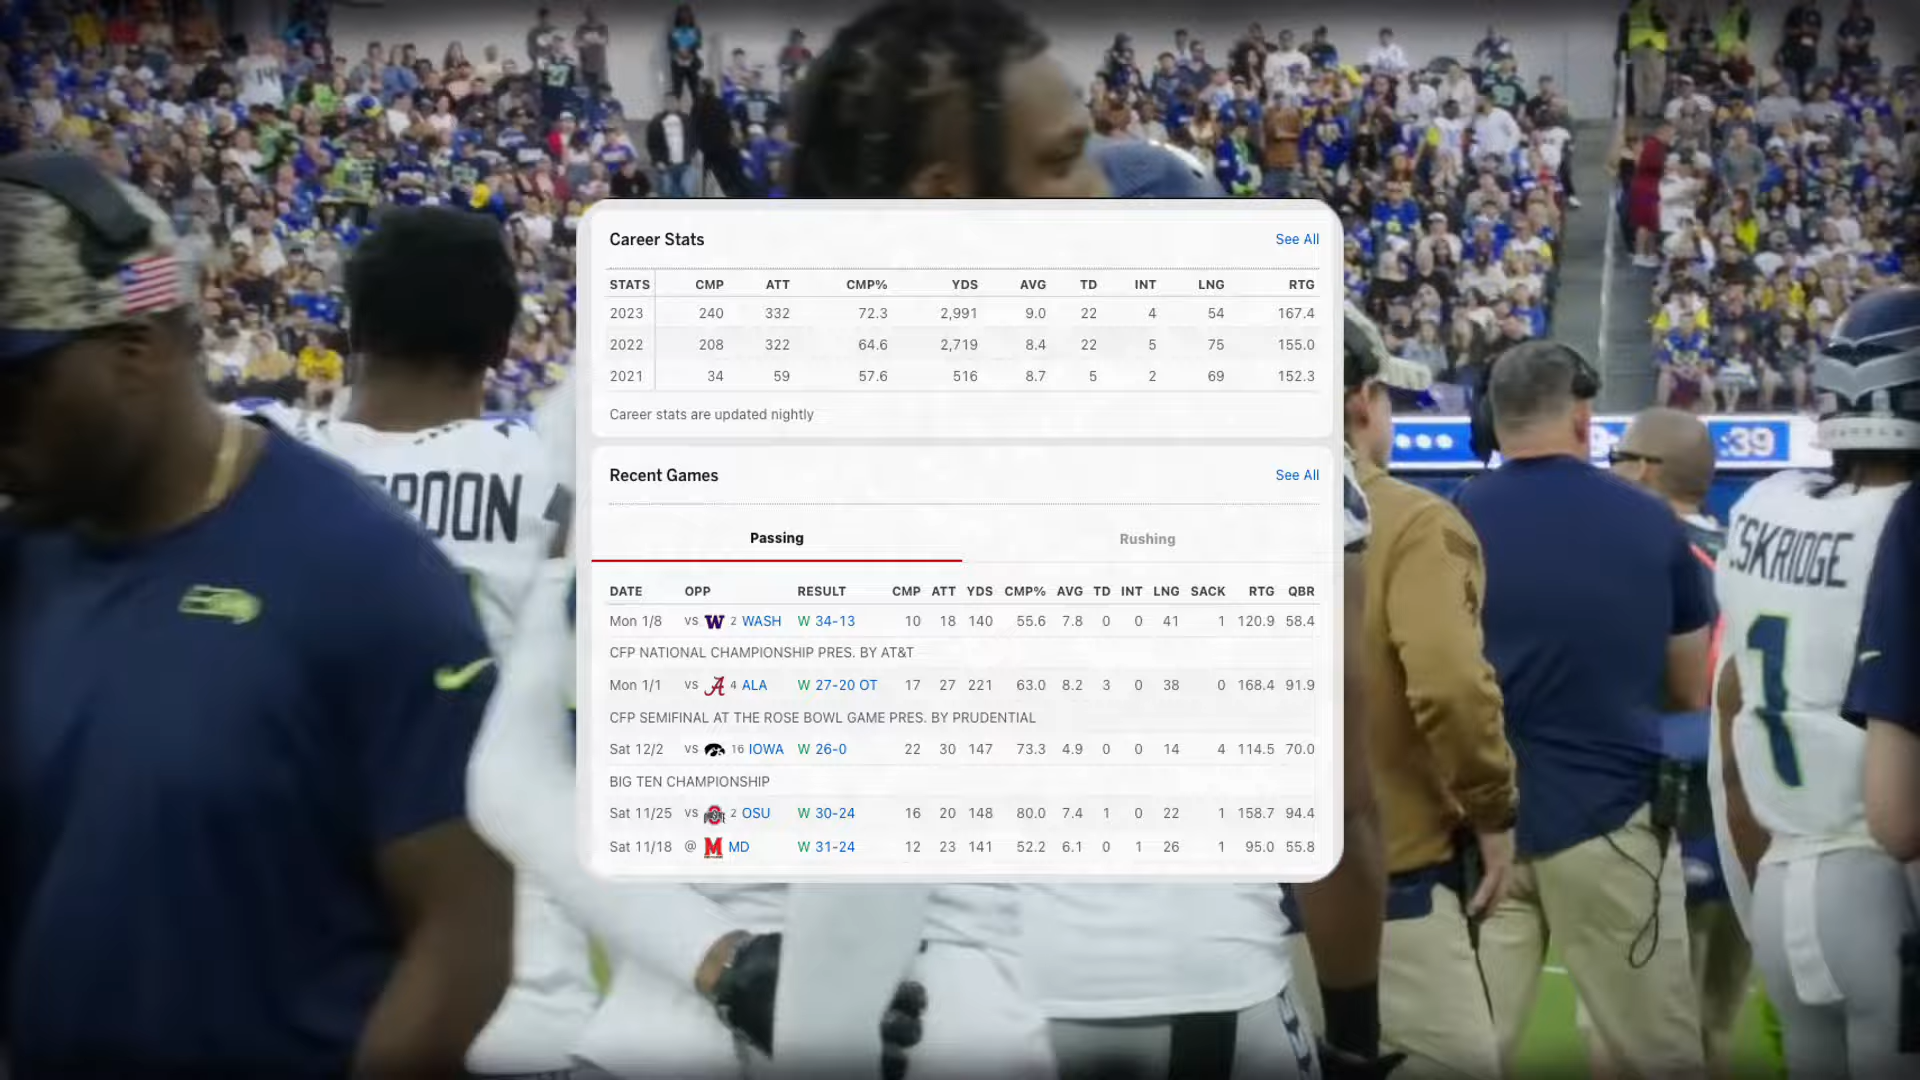 Career Stats See All
STATS CMP ATT CMP% YDS AVG TD INT LNG RTG
2023 240 332 72.3 2,991 9.0 22 4 54 167.4
2022 208 322 64.6 2,719 8.4 22 5 75 155.0
2021 34 59 57.6 516 8.7 5 2 69 152.3
Career stats are updated nightly
Recent Games See All
Passing Rushing
DATE OPP RESULT CMP ATT YDS CMP% AVG TD INT LNG SACK RTG QBR
Mon 1/8 vs W 2 WASH W 34-13 10 18 140 55.6 7.8 0 0 41 1 120.9 58.4
CFP NATIONAL CHAMPIONSHIP PRES. BY AT&T
Mon 1/1 vs A 4 ALA W 27-20 OT 17 27 221 63.0 8.2 3 0 38 0 168.4 91.9
CFP SEMIFINAL AT THE ROSE BOWL GAME PRES. BY PRUDENTIAL
Sat 12/2 vs 16 IOWA W 26-0 22 30 147 73.3 4.9 0 0 14 4 114.5 70.0
BIG TEN CHAMPIONSHIP
Sat 11/25 vs 2 OSU W 30-24 16 20 148 80.0 7.4 1 0 22 1 158.7 94.4
Sat 11/18 @ M MD W 31-24 12 23 141 52.2 6.1 0 1 26 1 95.0 55.8
:39
ESKRIDGE
1